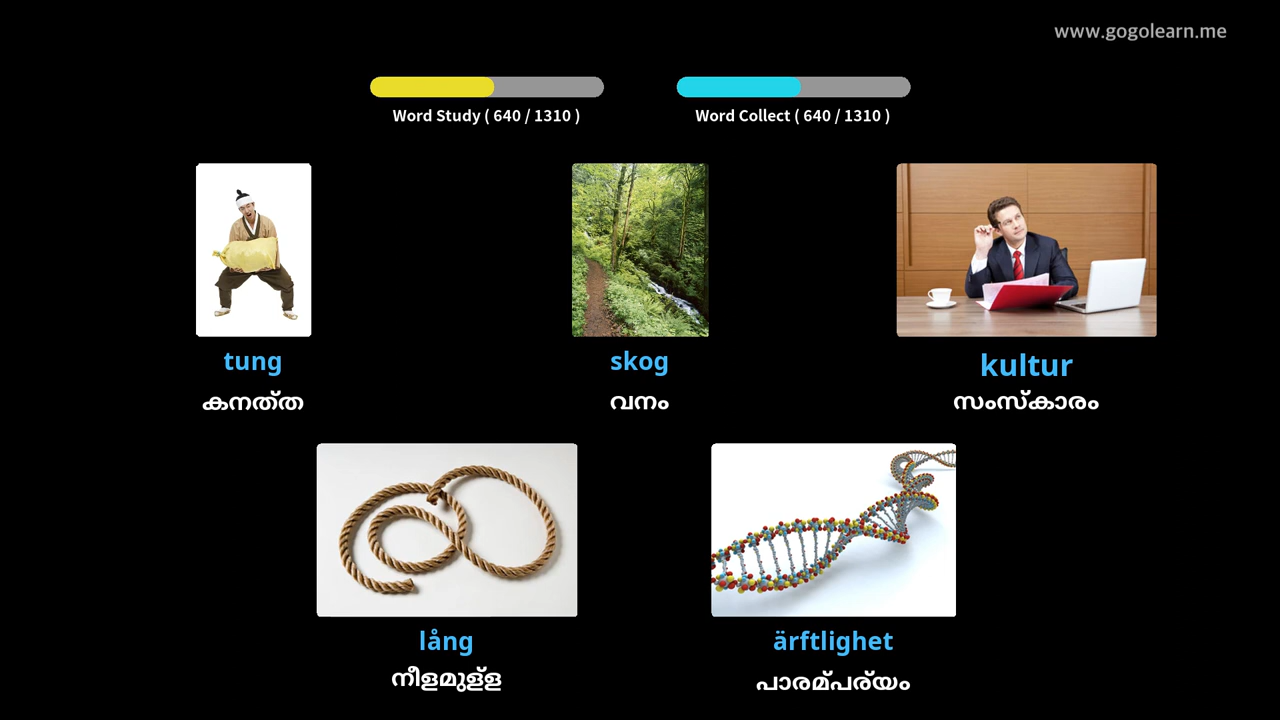 www.gogolearn.me
Word Study ( 640 / 1310 )
Word Collect ( 640 / 1310 )
tung
skog
kultur
കനത്ത
വനം
സംസ്കാരം
lång
ärftlighet
നീളമുള്ള
പാരമ്പര്യം